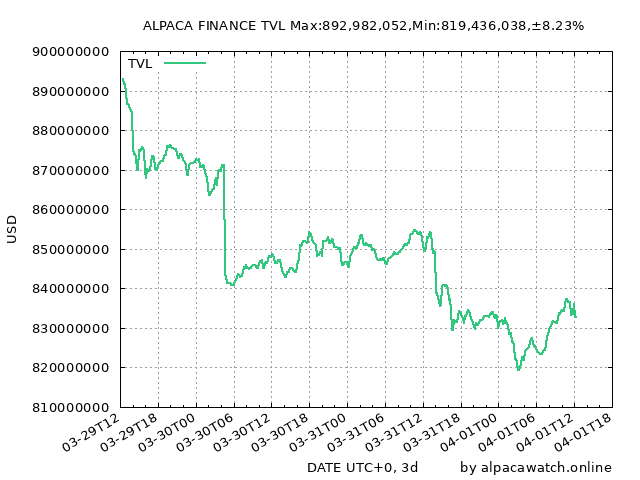 ALPACA FINANCE TVL Max:892,982,052,Min:819,436,038,±8.23%
TVL
900000000
890000000
880000000
870000000
860000000
850000000
840000000
830000000
820000000
810000000
USD
03-29T12
03-29T18
03-30T00
03-30T06
03-30T12
03-30T18
03-31T00
03-31T06
03-31T12
03-31T18
04-01T00
04-01T06
04-01T12
04-01T18
DATE UTC+0, 3d
by alpacawatch.online